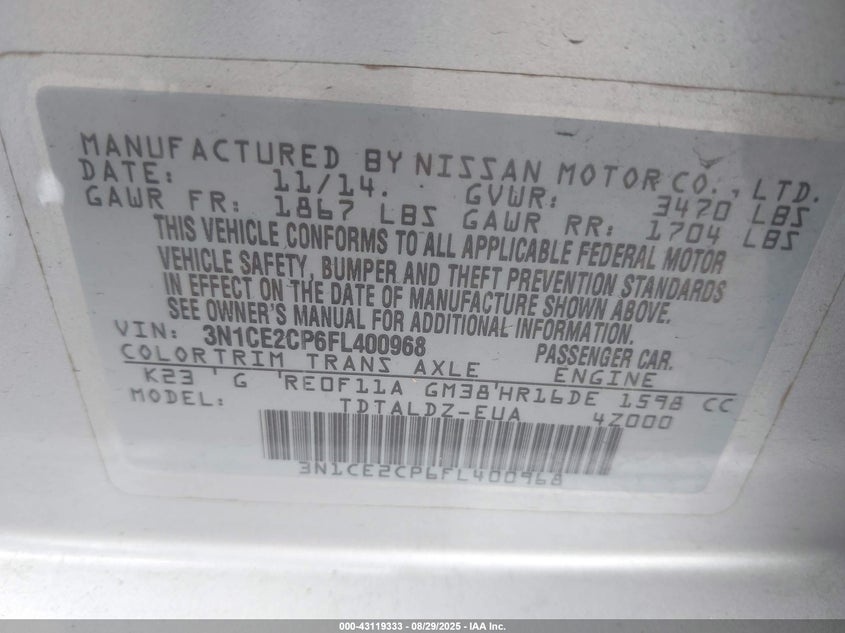 MANUFACTURED BY NISSAN MOTOR CO., LTD.
DATE: 11/14. GVWR: 3470 LBS
GAWR FR: 1867 LBS GAWR RR: 1704 LBS
THIS VEHICLE CONFORMS TO ALL APPLICABLE FEDERAL MOTOR
VEHICLE SAFETY, BUMPER AND THEFT PREVENTION STANDARDS
IN EFFECT ON THE DATE OF MANUFACTURE SHOWN ABOVE.
SEE OWNER'S MANUAL FOR ADDITIONAL INFORMATION.
VIN: 3N1CE2CP6FL400968 PASSENGER CAR.
COLORTRIM TRANS AXLE ENGINE
K23 ' G 'RE0F11A GM38'HR16DE 1598 CC
MODEL: TDTALDZ-EUA 4Z000
3N1CE2CP6FL400968
000-43119333 - 08/29/2025 - IAA Inc.